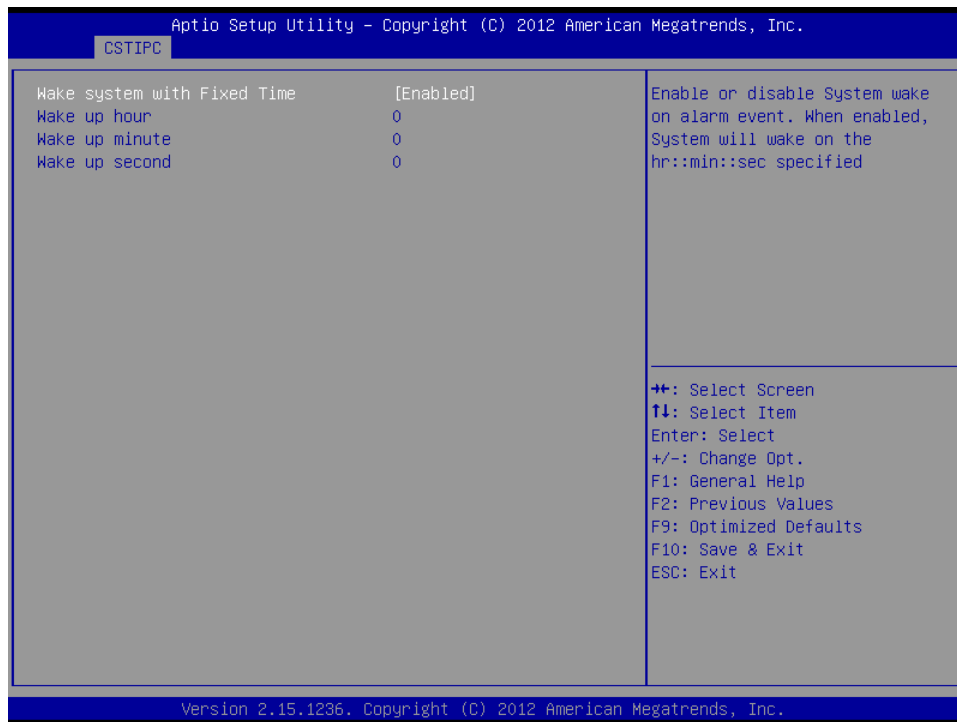 Aptio Setup Utility – Copyright (C) 2012 American Megatrends, Inc.
CSTIPC
Wake system with Fixed Time [Enabled]
Wake up hour 0
Wake up minute 0
Wake up second 0
Enable or disable System wake
on alarm event. When enabled,
System will wake on the
hr::min::sec specified
→←: Select Screen
↑↓: Select Item
Enter: Select
+/-: Change Opt.
F1: General Help
F2: Previous Values
F9: Optimized Defaults
F10: Save & Exit
ESC: Exit
Version 2.15.1236. Copyright (C) 2012 American Megatrends, Inc.